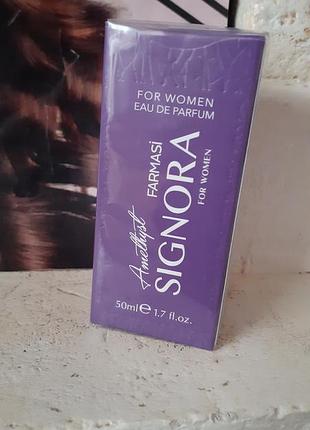 FOR WOMEN
EAU DE PARFUM
Amethyst
FARMASi
SIGNORA
FOR WOMEN
50ml e 1.7 fl.oz.